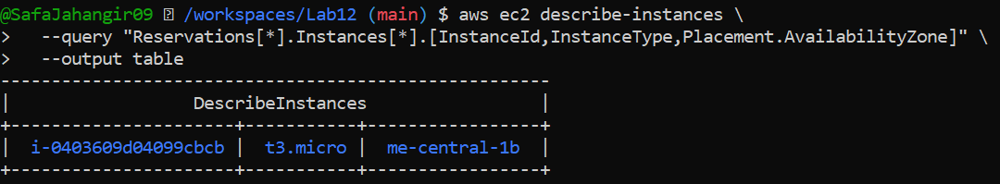 @SafaJahangir09 /workspaces/Lab12 (main) $ aws ec2 describe-instances \
>   --query "Reservations[*].Instances[*].[InstanceId,InstanceType,Placement.AvailabilityZone]" \
>   --output table
-----------------------------------------------------
|                 DescribeInstances                 |
+----------------------+-----------+----------------+
|  i-0403609d04099cbcb |  t3.micro |  me-central-1b  |
+----------------------+-----------+----------------+